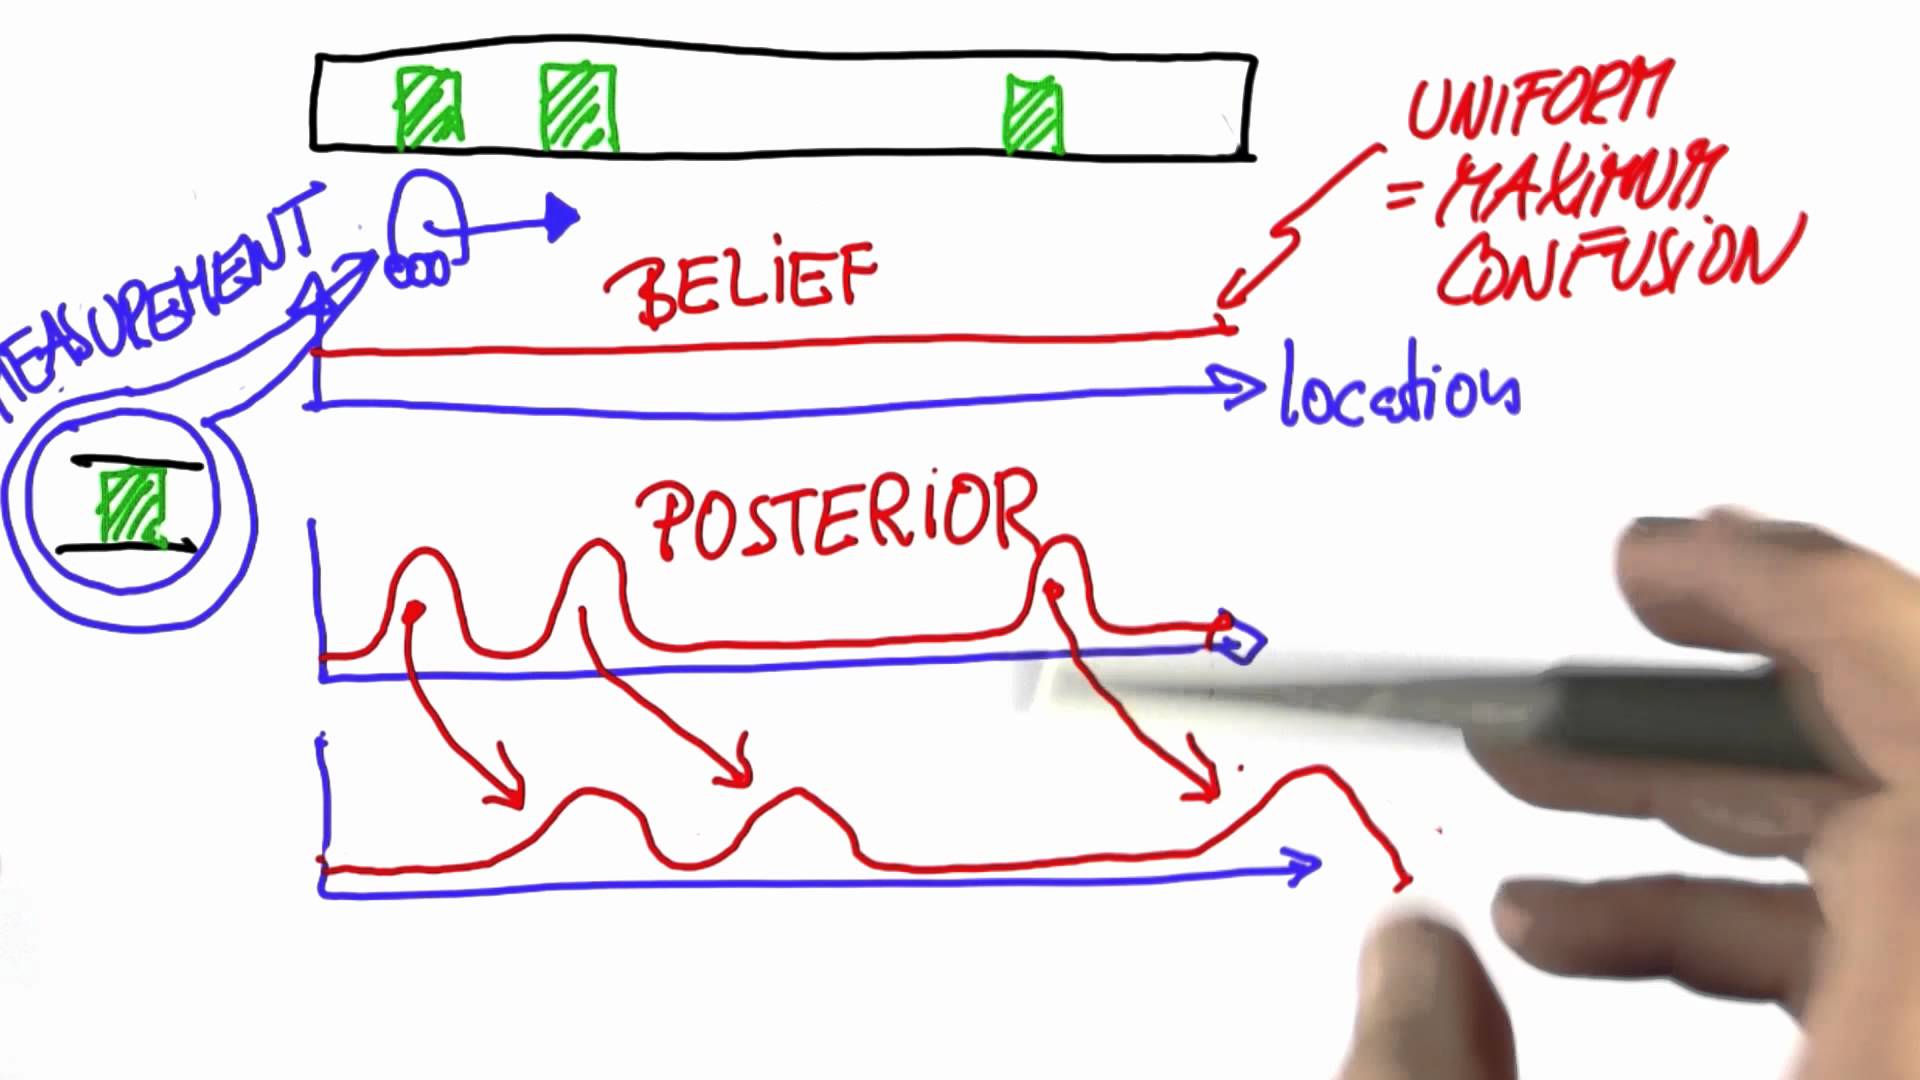 UNIFORM
= MAXIMUM
CONFUSION
MEASUREMENT
BELIEF
location
POSTERIOR